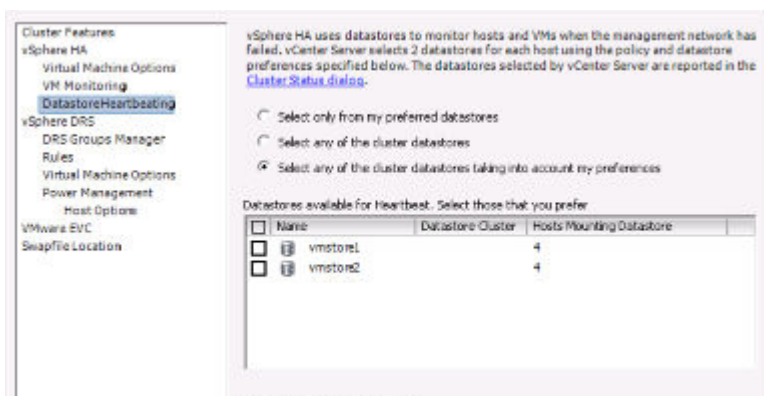 Cluster Features
vSphere HA
Virtual Machine Options
VM Monitoring
DatastoreHeartbeating
vSphere DRS
DRS Groups Manager
Rules
Virtual Machine Options
Power Management
Host Options
VMware EVC
Swapfile Location
vSphere HA uses datastores to monitor hosts and VMs when the management network has
failed. vCenter Server selects 2 datastores for each host using the policy and datastore
preferences specified below. The datastores selected by vCenter Server are reported in the
Cluster Status dialog.
Select only from my preferred datastores
Select any of the cluster datastores
Select any of the cluster datastores taking into account my preferences
Datastores available for Heartbeat. Select those that you prefer
Name Datastore Cluster Hosts Mounting Datastore
vmstore1 4
vmstore2 4